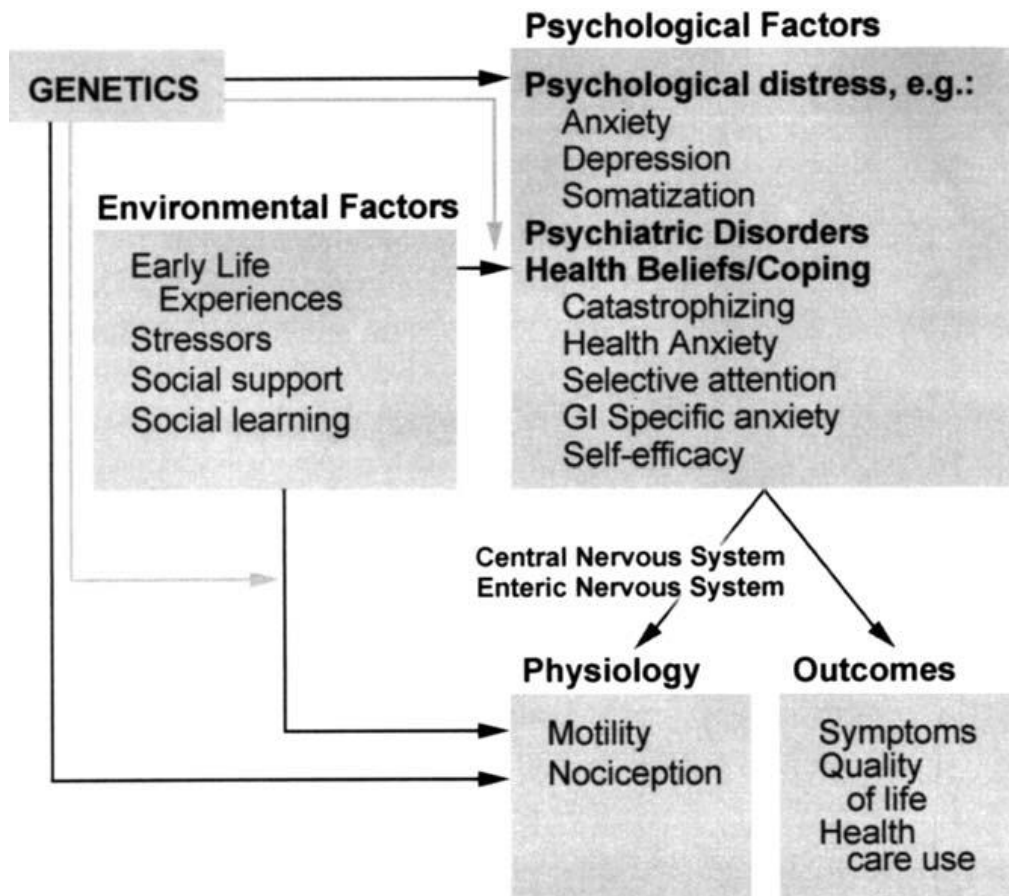 Psychological Factors
GENETICS
Psychological distress, e.g.:
Anxiety
Depression
Somatization
Environmental Factors
Psychiatric Disorders
Early Life
Experiences
Health Beliefs/Coping
Catastrophizing
Stressors
Health Anxiety
Social support
Selective attention
Social learning
GI Specific anxiety
Self-efficacy
Central Nervous System
Enteric Nervous System
Physiology
Outcomes
Motility
Nociception
Symptoms
Quality
of life
Health
care use